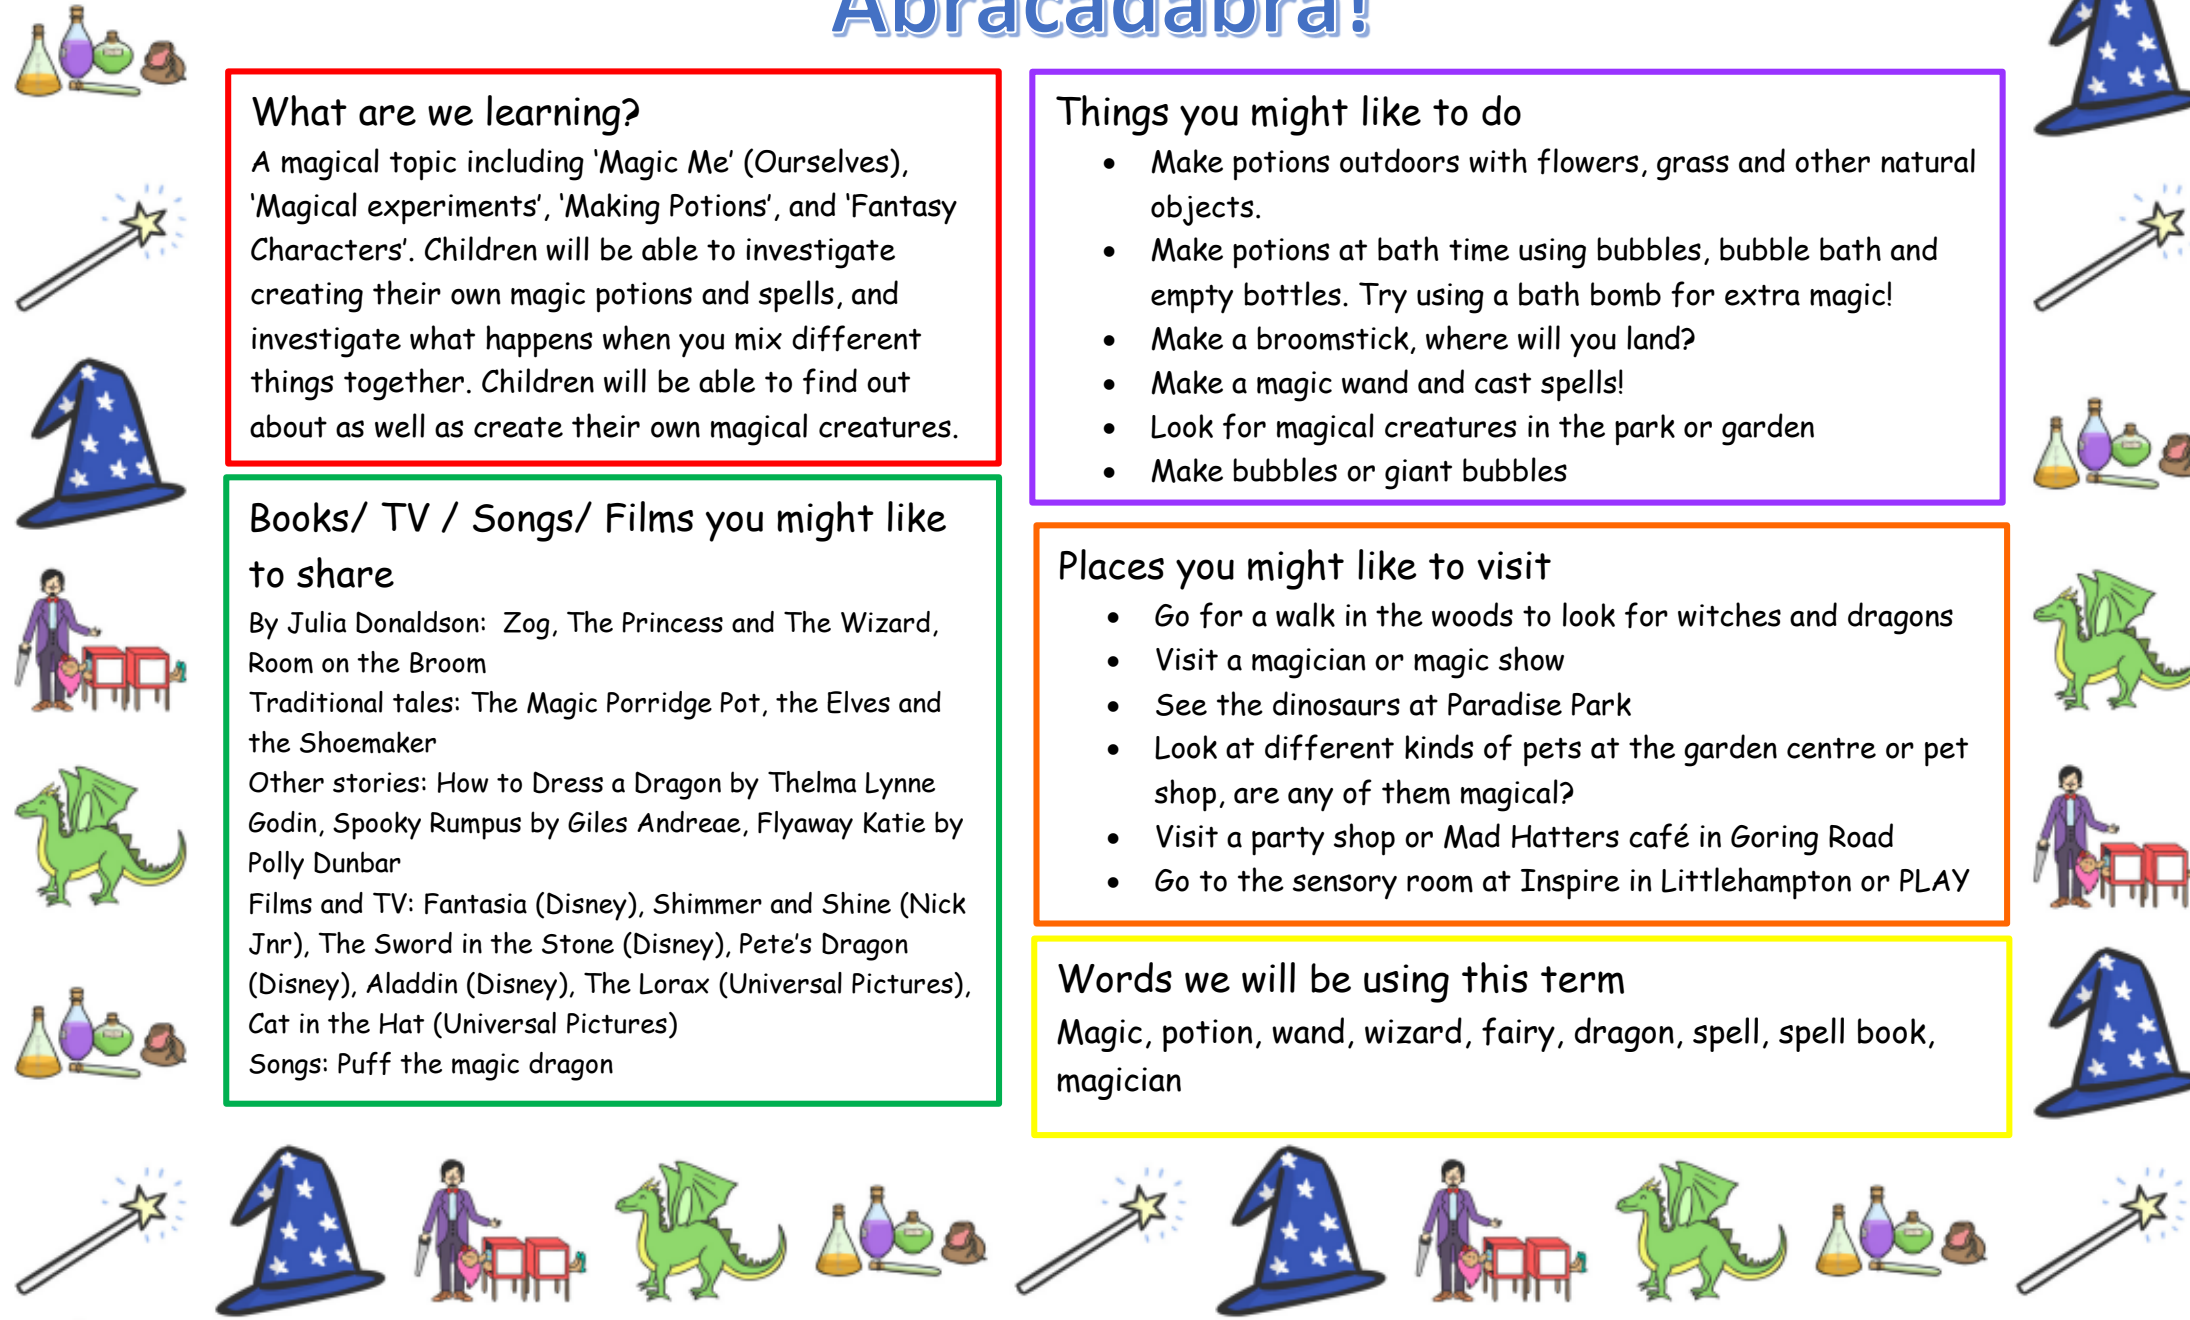 Abracadabra!
What are we learning?
A magical topic including ‘Magic Me’ (Ourselves),
‘Magical experiments’, ‘Making Potions’, and ‘Fantasy
Characters’. Children will be able to investigate
creating their own magic potions and spells, and
investigate what happens when you mix different
things together. Children will be able to find out
about as well as create their own magical creatures.
Books/ TV / Songs/ Films you might like
to share
By Julia Donaldson:  Zog, The Princess and The Wizard,
Room on the Broom
Traditional tales: The Magic Porridge Pot, the Elves and
the Shoemaker
Other stories: How to Dress a Dragon by Thelma Lynne
Godin, Spooky Rumpus by Giles Andreae, Flyaway Katie by
Polly Dunbar
Films and TV: Fantasia (Disney), Shimmer and Shine (Nick
Jnr), The Sword in the Stone (Disney), Pete’s Dragon
(Disney), Aladdin (Disney), The Lorax (Universal Pictures),
Cat in the Hat (Universal Pictures)
Songs: Puff the magic dragon
Things you might like to do
• Make potions outdoors with flowers, grass and other natural
objects.
• Make potions at bath time using bubbles, bubble bath and
empty bottles. Try using a bath bomb for extra magic!
• Make a broomstick, where will you land?
• Make a magic wand and cast spells!
• Look for magical creatures in the park or garden
• Make bubbles or giant bubbles
Places you might like to visit
• Go for a walk in the woods to look for witches and dragons
• Visit a magician or magic show
• See the dinosaurs at Paradise Park
• Look at different kinds of pets at the garden centre or pet
shop, are any of them magical?
• Visit a party shop or Mad Hatters café in Goring Road
• Go to the sensory room at Inspire in Littlehampton or PLAY
Words we will be using this term
Magic, potion, wand, wizard, fairy, dragon, spell, spell book,
magician